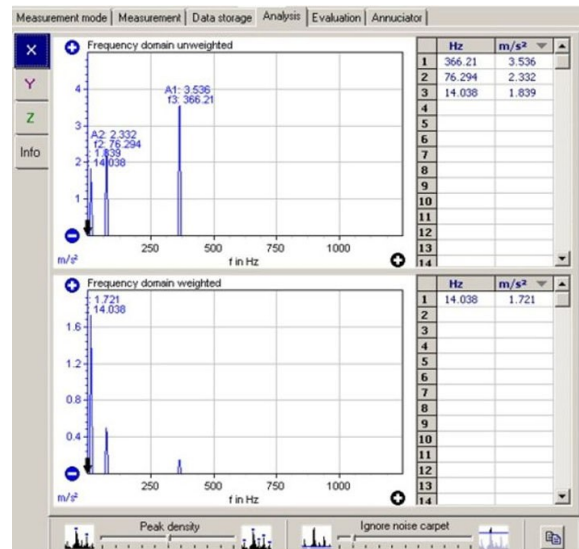 Measurement mode Measurement Data storage Analysis Evaluation Annuciator
X
Y
Z
Info
Frequency domain unweighted
A1: 3.536
f3: 366.21
A2: 2.332
f2: 76.294
: 1.839
14.038
4
3
2
1
250 500 750 1000
m/s² f in Hz
Hz m/s²
1 366.21 3.536
2 76.294 2.332
3 14.038 1.839
4
5
6
7
8
9
10
11
12
13
14
Frequency domain weighted
: 1.721
14.038
1.6
1.2
0.8
0.4
250 500 750 1000
m/s² f in Hz
Hz m/s²
1 14.038 1.721
2
3
4
5
6
7
8
9
10
11
12
13
14
Peak density Ignore noise carpet